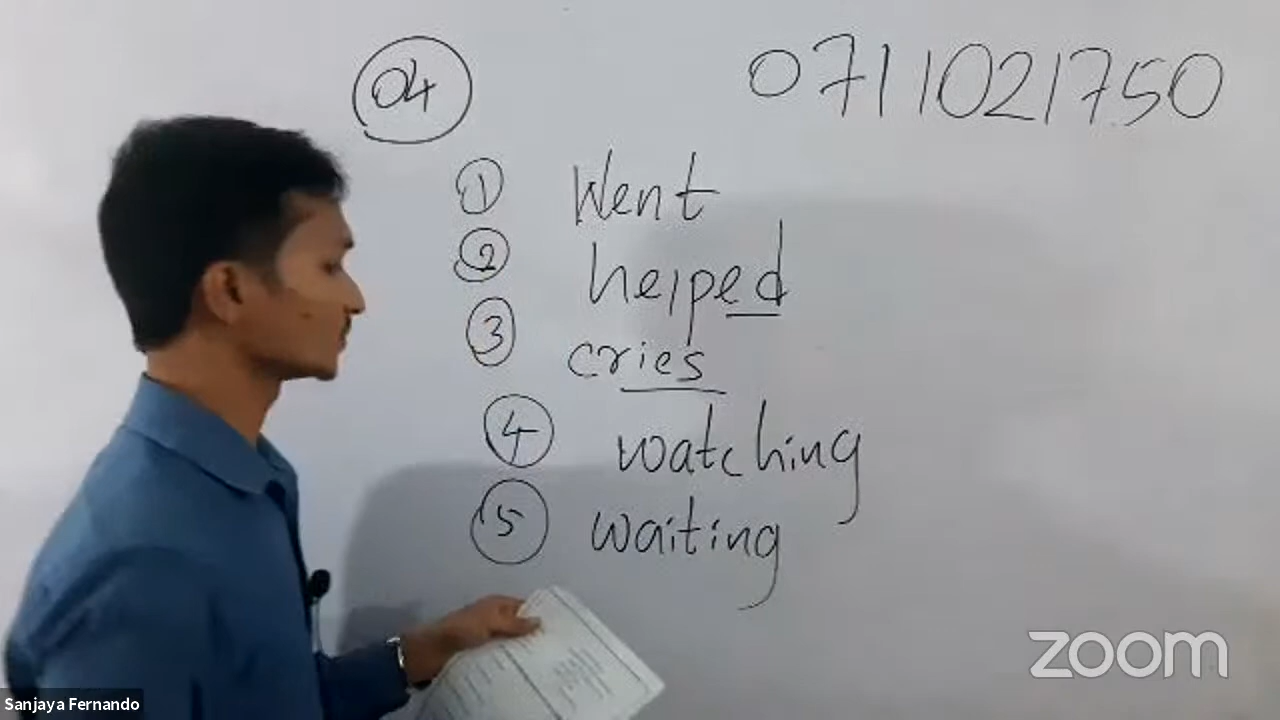 04
0711021750
1 Went
2 helped
3 cries
4 watching
5 waiting
zoom
Sanjaya Fernando